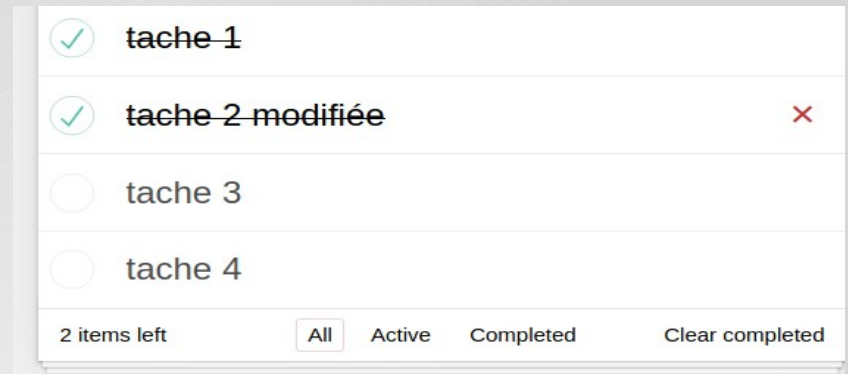 tache 1
tache 2 modifiée
tache 3
tache 4
2 items left All Active Completed Clear completed